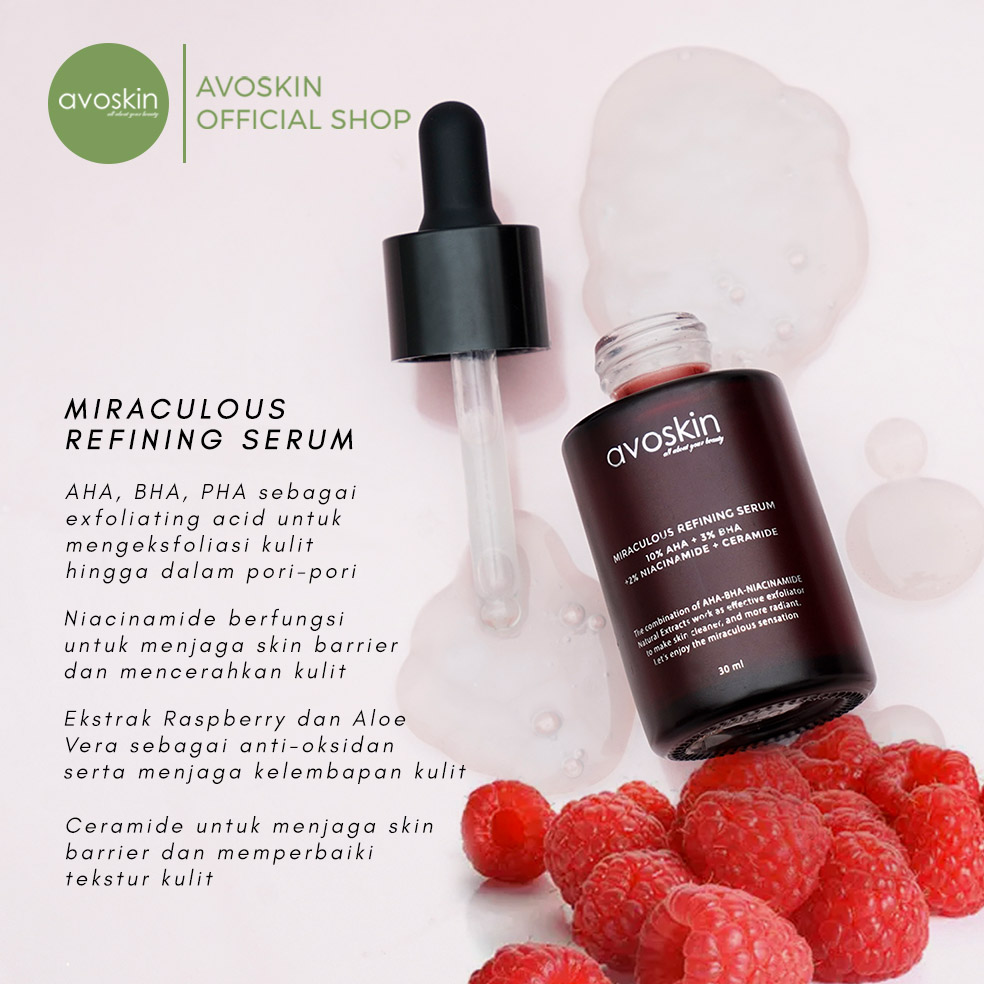 avoskin
all about your beauty
AVOSKIN
OFFICIAL SHOP
MIRACULOUS
REFINING SERUM
AHA, BHA, PHA sebagai
exfoliating acid untuk
mengeksfoliasi kulit
hingga dalam pori-pori
Niacinamide berfungsi
untuk menjaga skin barrier
dan mencerahkan kulit
Ekstrak Raspberry dan Aloe
Vera sebagai anti-oksidan
serta menjaga kelembapan kulit
Ceramide untuk menjaga skin
barrier dan memperbaiki
tekstur kulit
avoskin
all about your beauty
MIRACULOUS REFINING SERUM
10% AHA + 3% BHA
+2% NIACINAMIDE + CERAMIDE
The combination of AHA-BHA-NIACINAMIDE
Natural Extracts work as effective exfoliator
to make skin cleaner, and more radiant.
Let's enjoy the miraculous sensation
30 ml